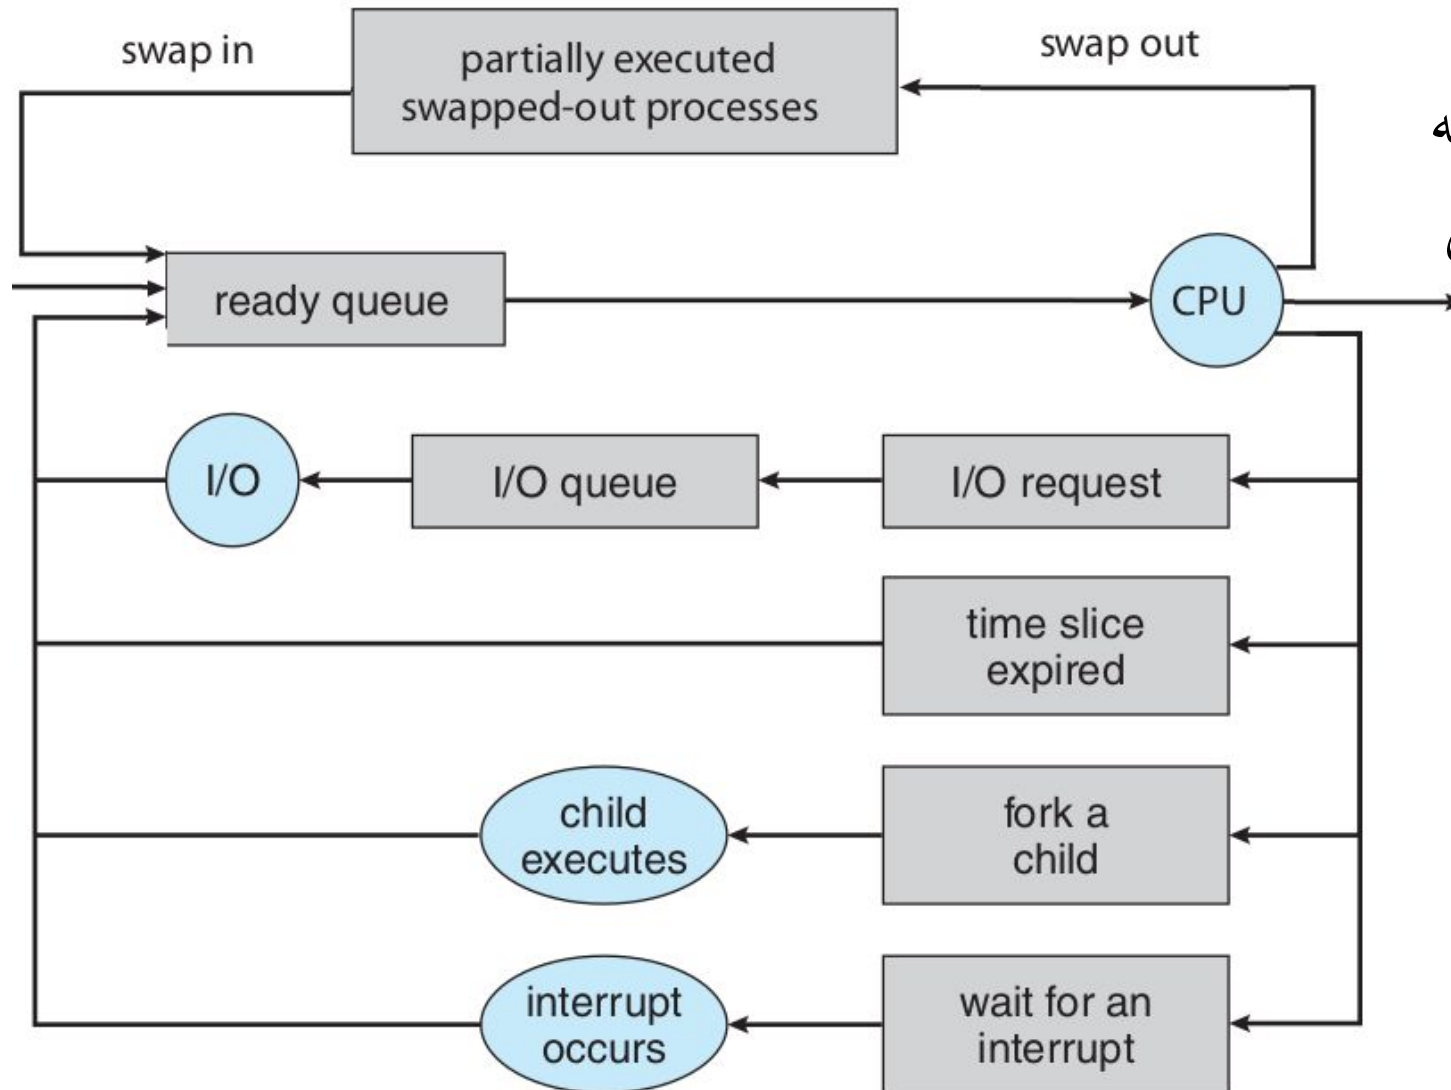 swap in
partially executed
swapped-out processes
swap out
ready queue
CPU
I/O
I/O queue
I/O request
time slice
expired
child
executes
fork a
child
interrupt
occurs
wait for an
interrupt